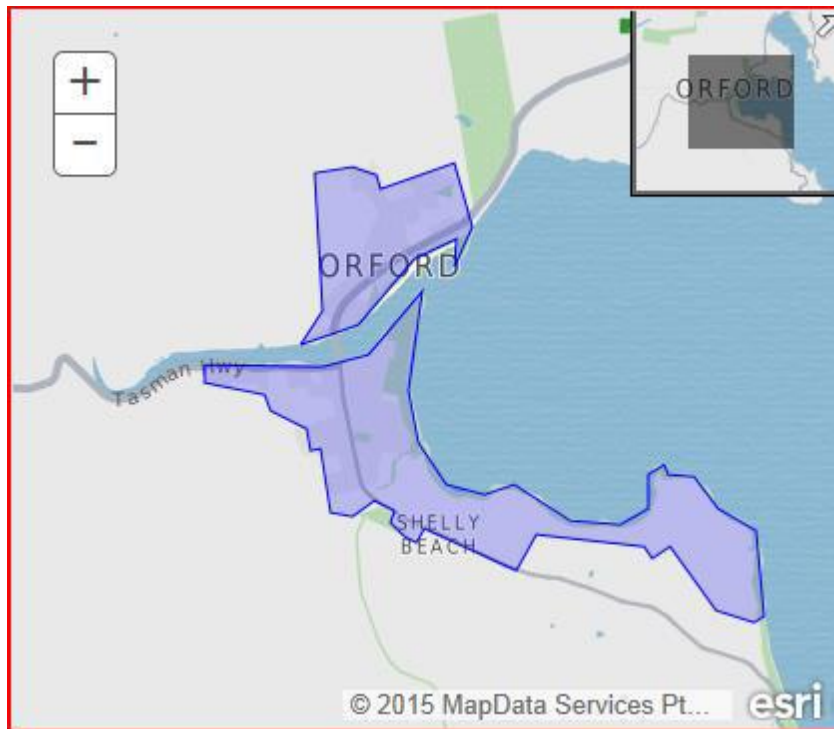 +
−
ORFORD
ORFORD
Tasman Hwy
SHELLY
BEACH
© 2015 MapData Services Pt...
esri